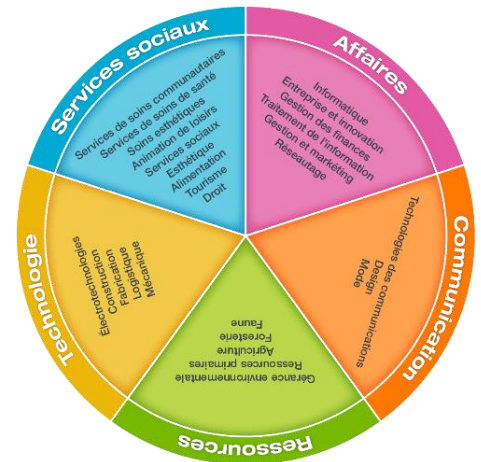 Services sociaux
Services de soins communautaires
Services de soins de santé
Soins esthétiques
Animation de loisirs
Services sociaux
Esthétique
Alimentation
Tourisme
Droit
Affaires
Informatique
Entreprise et innovation
Gestion des finances
Traitement de l'information
Gestion et marketing
Réseautage
Communication
Technologies des communications
Design
Mode
Ressources
Gérance environnementale
Ressources primaires
Agriculture
Foresterie
Faune
Technologie
Électrotechnologies
Construction
Fabrication
Logistique
Mécanique